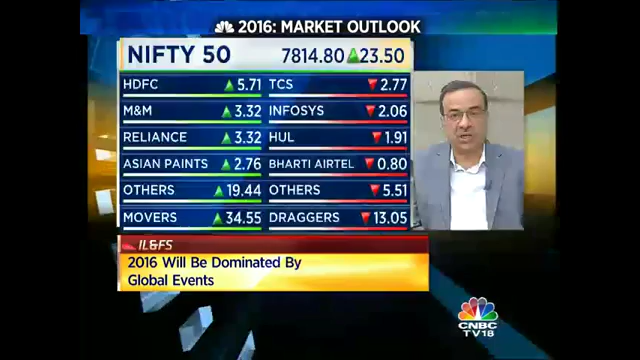 2016: MARKET OUTLOOK
NIFTY 50 7814.80 ▲23.50
HDFC ▲5.71 TCS ▼2.77
M&M ▲3.32 INFOSYS ▼2.06
RELIANCE ▲3.32 HUL ▼1.91
ASIAN PAINTS ▲2.76 BHARTI AIRTEL ▼0.80
OTHERS ▲19.44 OTHERS ▼5.51
MOVERS ▲34.55 DRAGGERS ▼13.05
IL&FS
2016 Will Be Dominated By
Global Events
CNBC
TV18